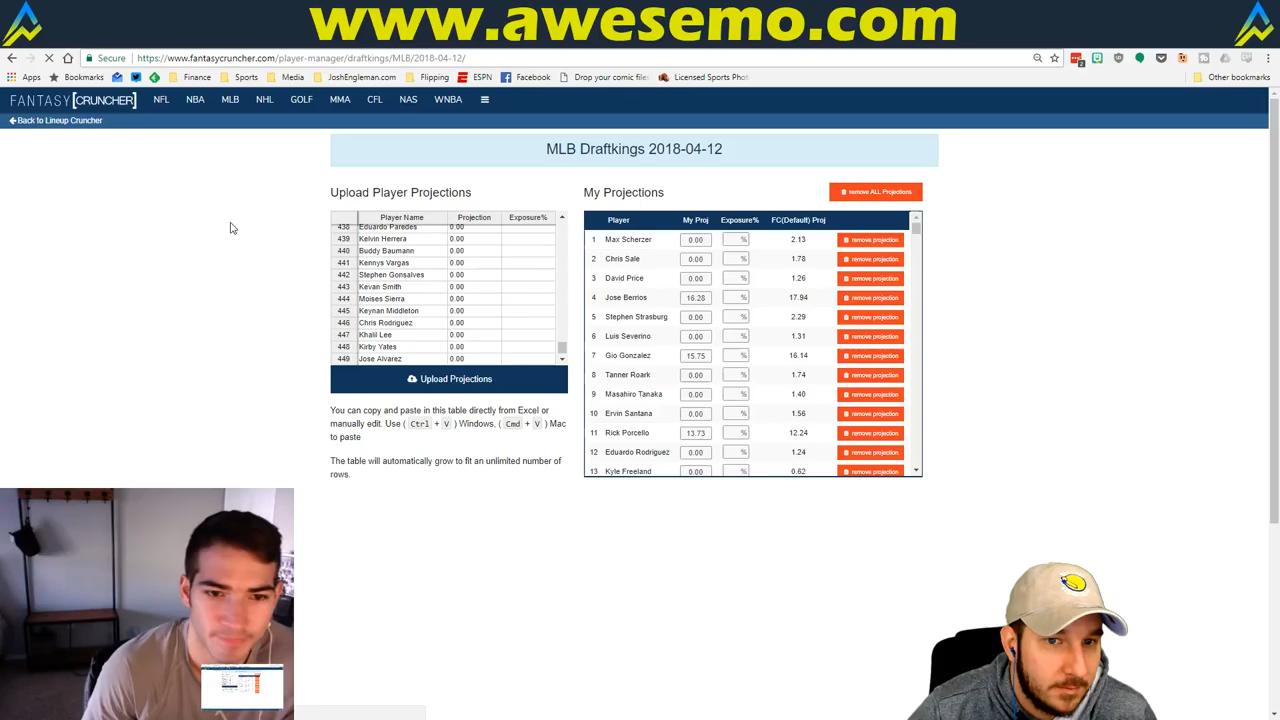 www.awesemo.com
Secure https://www.fantasycruncher.com/player-manager/draftkings/MLB/2018-04-12/
Apps Bookmarks Finance Sports Media JoshEngleman.com Flipping ESPN Facebook Drop your comic files Licensed Sports Pho Other bookmarks
FANTASY[CRUNCHER] NFL NBA MLB NHL GOLF MMA CFL NAS WNBA
Back to Lineup Cruncher
MLB Draftkings 2018-04-12
Upload Player Projections
Player Name Projection Exposure%
438 Eduardo Paredes 0.00
439 Kelvin Herrera 0.00
440 Buddy Baumann 0.00
441 Kennys Vargas 0.00
442 Stephen Gonsalves 0.00
443 Kevan Smith 0.00
444 Moises Sierra 0.00
445 Keynan Middleton 0.00
446 Chris Rodriguez 0.00
447 Khalil Lee 0.00
448 Kirby Yates 0.00
449 Jose Alvarez 0.00
Upload Projections
You can copy and paste in this table directly from Excel or
manually edit. Use ( Ctrl + V ) Windows, ( Cmd + V ) Mac
to paste
The table will automatically grow to fit an unlimited number of
rows.
My Projections
remove ALL Projections
Player My Proj Exposure% FC(Default) Proj
1 Max Scherzer 0.00 % 2.13 remove projection
2 Chris Sale 0.00 % 1.78 remove projection
3 David Price 0.00 % 1.26 remove projection
4 Jose Berrios 16.28 % 17.94 remove projection
5 Stephen Strasburg 0.00 % 2.29 remove projection
6 Luis Severino 0.00 % 1.31 remove projection
7 Gio Gonzalez 15.75 % 16.14 remove projection
8 Tanner Roark 0.00 % 1.74 remove projection
9 Masahiro Tanaka 0.00 % 1.40 remove projection
10 Ervin Santana 0.00 % 1.56 remove projection
11 Rick Porcello 13.73 % 12.24 remove projection
12 Eduardo Rodriguez 0.00 % 1.24 remove projection
13 Kyle Freeland 0.00 % 0.62 remove projection